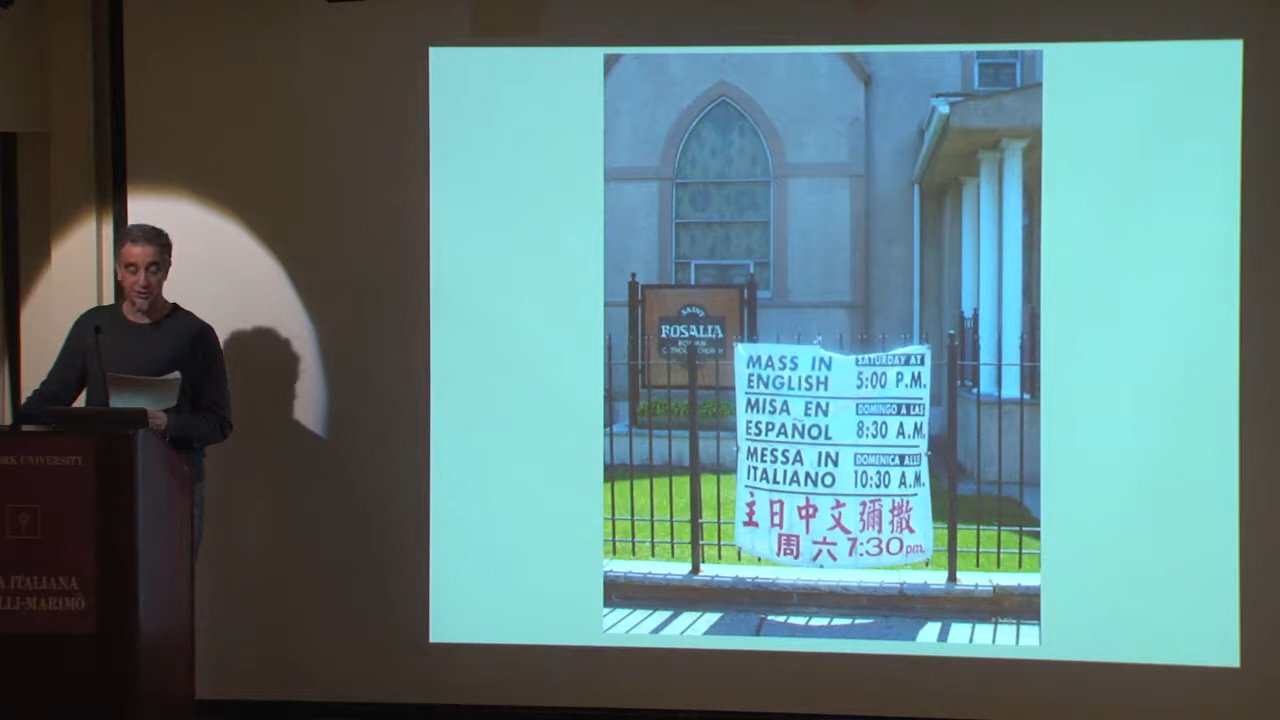 RK UNIVERSITY
A ITALIANA
LLI-MARIMÒ
SAINT
ROSALIA
ROMAN
CATHOLIC CHURCH
MASS IN
ENGLISH
SATURDAY AT
5:00 P.M.
MISA EN
ESPAÑOL
DOMINGO A LAS
8:30 A.M.
MESSA IN
ITALIANO
DOMENICA ALLE
10:30 A.M.
主日中文彌撒
周六 7:30 pm.